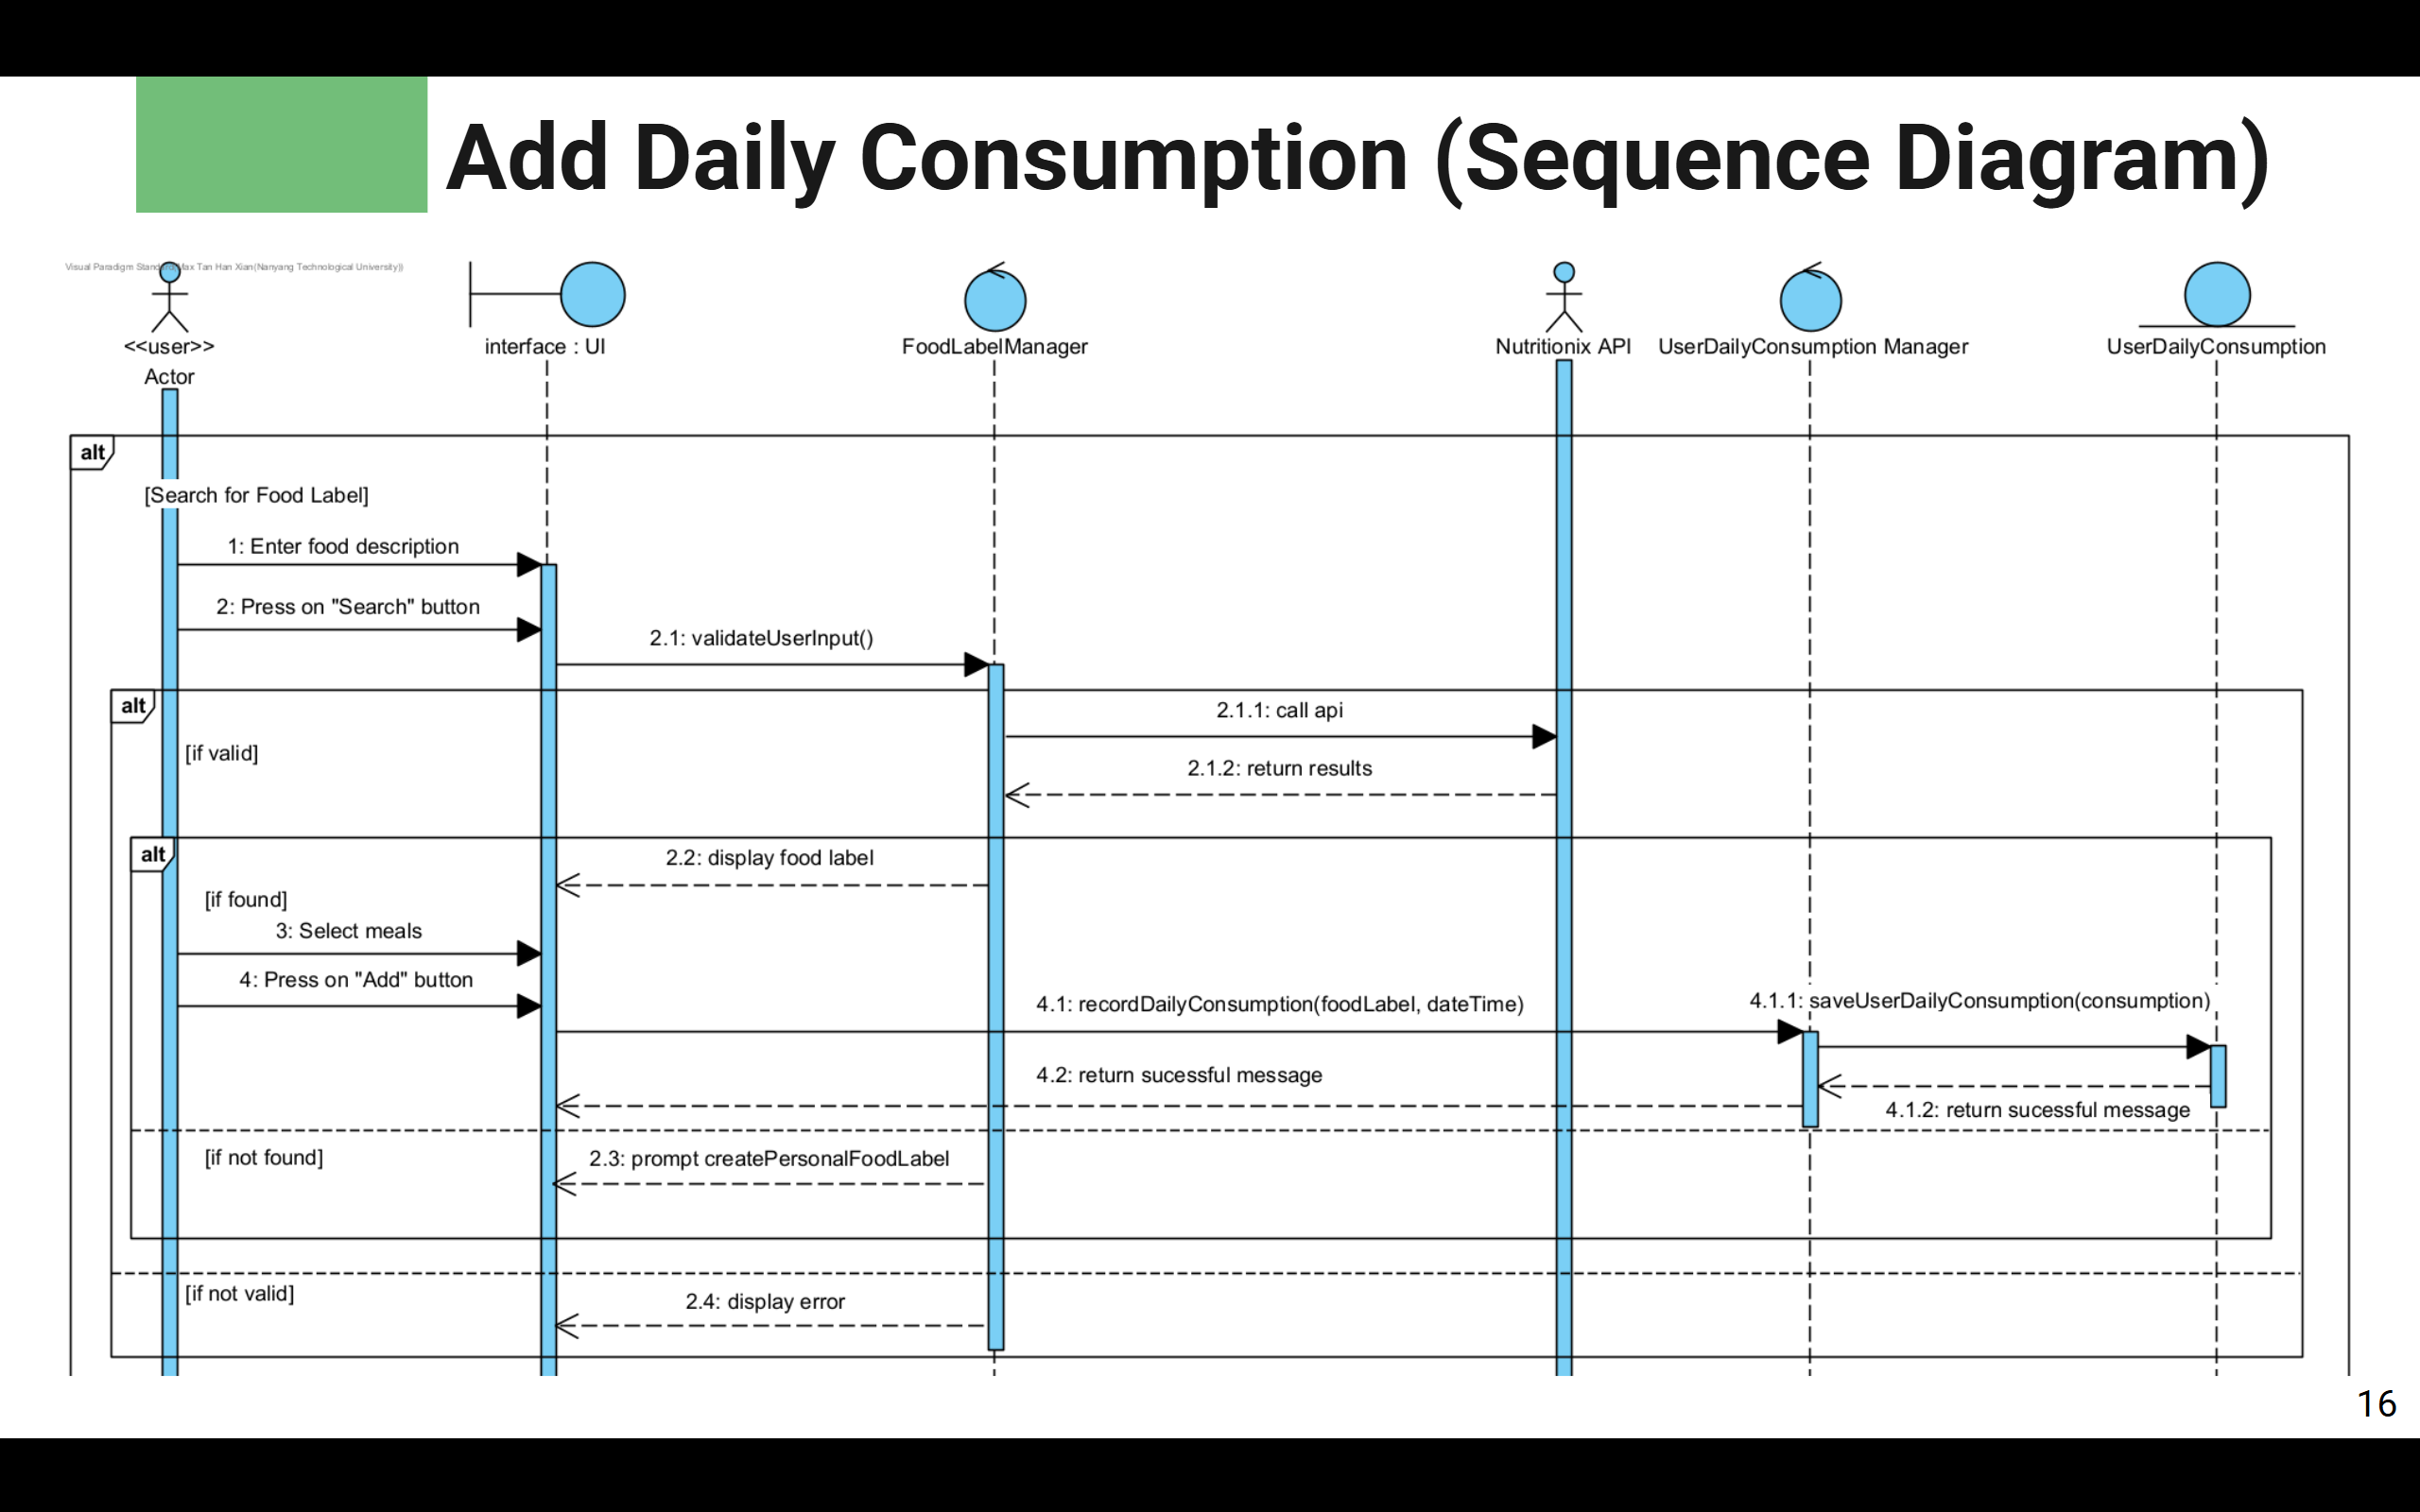 Add Daily Consumption (Sequence Diagram)
Visual Paradigm Standard(Max Tan Han Xian(Nanyang Technological University))
<<user>>
Actor
interface : UI
FoodLabelManager
Nutritionix API
UserDailyConsumption Manager
UserDailyConsumption
alt
[Search for Food Label]
1: Enter food description
2: Press on "Search" button
2.1: validateUserInput()
alt
[if valid]
2.1.1: call api
2.1.2: return results
alt
[if found]
2.2: display food label
3: Select meals
4: Press on "Add" button
4.1: recordDailyConsumption(foodLabel, dateTime)
4.1.1: saveUserDailyConsumption(consumption)
4.2: return sucessful message
4.1.2: return sucessful message
[if not found]
2.3: prompt createPersonalFoodLabel
[if not valid]
2.4: display error
16